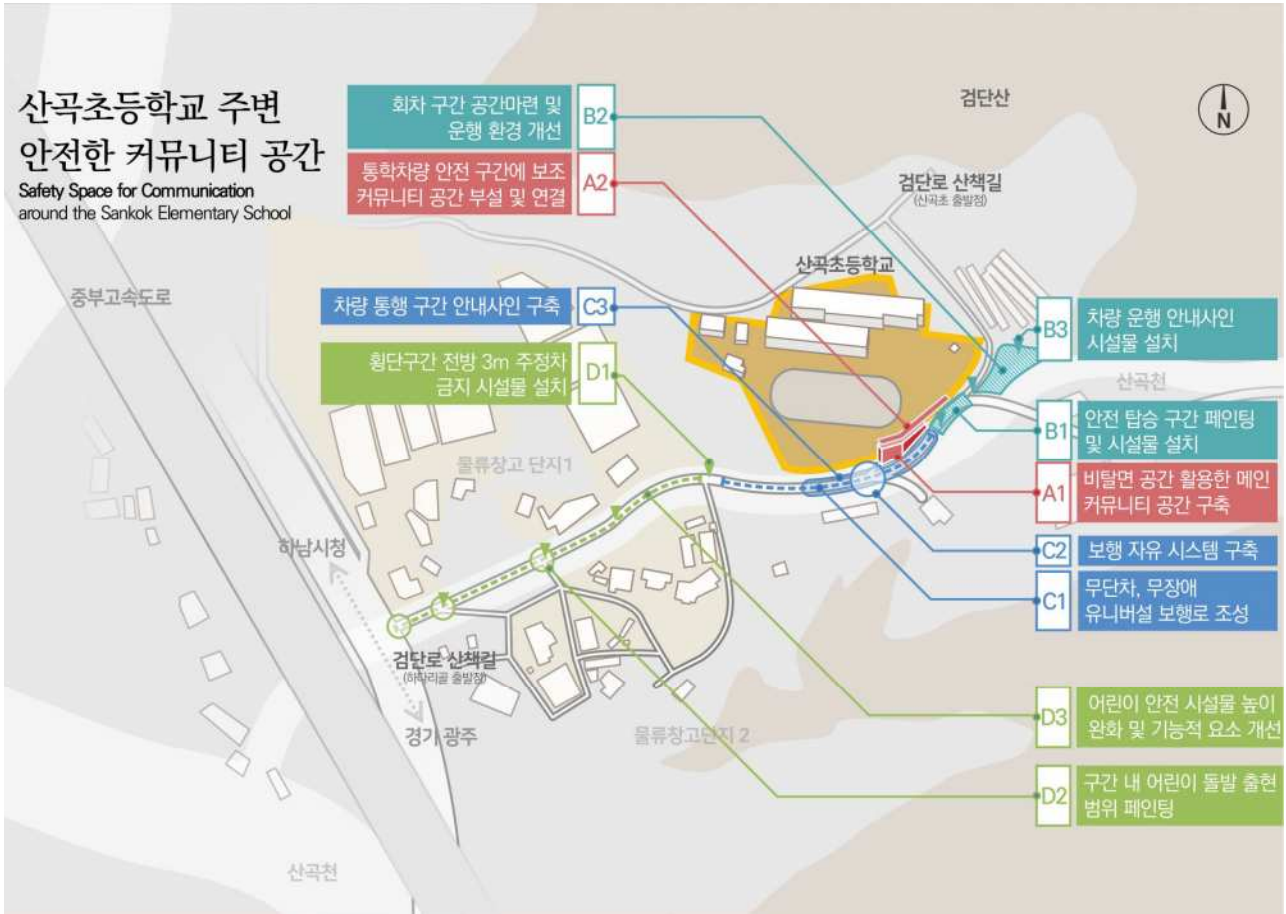 산곡초등학교 주변
안전한 커뮤니티 공간
Safety Space for Communication
around the Sankok Elementary School
회차 구간 공간마련 및
운행 환경 개선
B2
통학차량 안전 구간에 보조
커뮤니티 공간 부설 및 연결
A2
검단산
N
검단로 산책길
(산곡초 출발점)
산곡초등학교
중부고속도로
차량 통행 구간 안내사인 구축
C3
횡단구간 전방 3m 주정차
금지 시설물 설치
D1
B3
차량 운행 안내사인
시설물 설치
산곡천
B1
안전 탑승 구간 페인팅
및 시설물 설치
A1
비탈면 공간 활용한 메인
커뮤니티 공간 구축
C2
보행 자유 시스템 구축
C1
무단차, 무장애
유니버설 보행로 조성
물류창고 단지1
하남시청
검단로 산책길
(하다리골 출발점)
경기 광주
물류창고단지 2
D3
어린이 안전 시설물 높이
완화 및 기능적 요소 개선
D2
구간 내 어린이 돌발 출현
범위 페인팅
산곡천